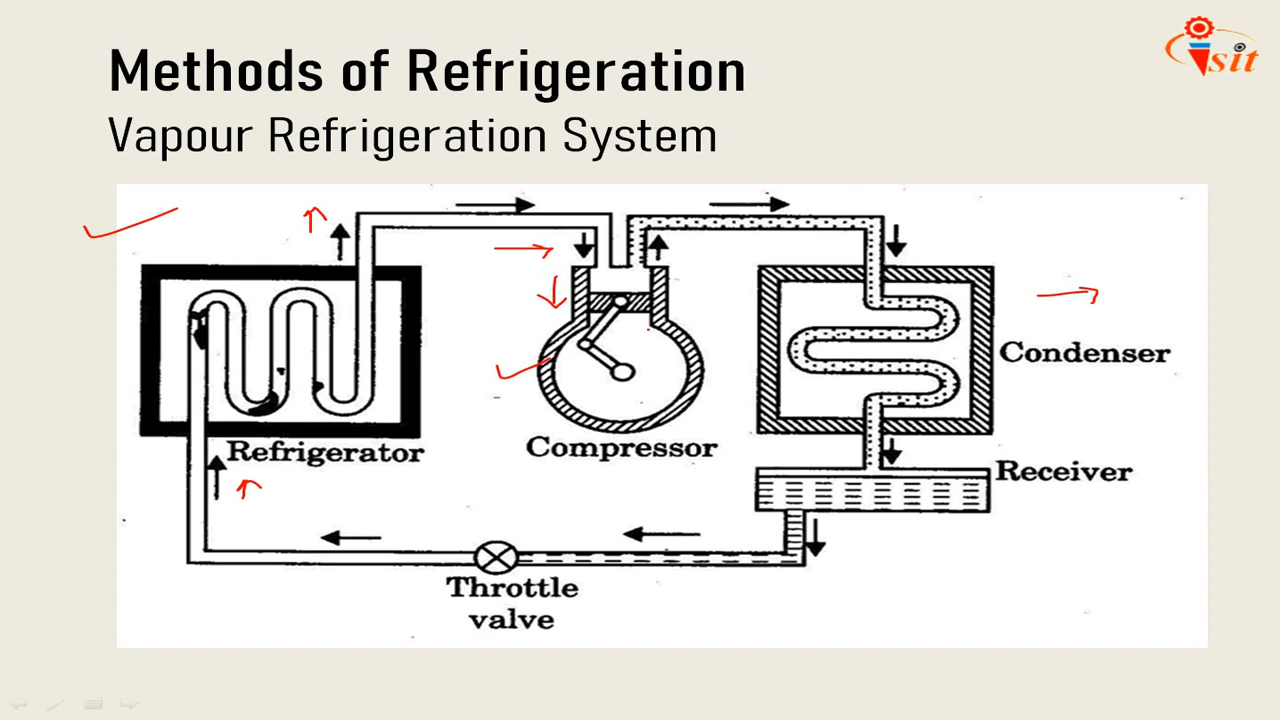 Methods of Refrigeration
Vapour Refrigeration System
sit
Condenser
Refrigerator
Compressor
Receiver
Throttle
valve